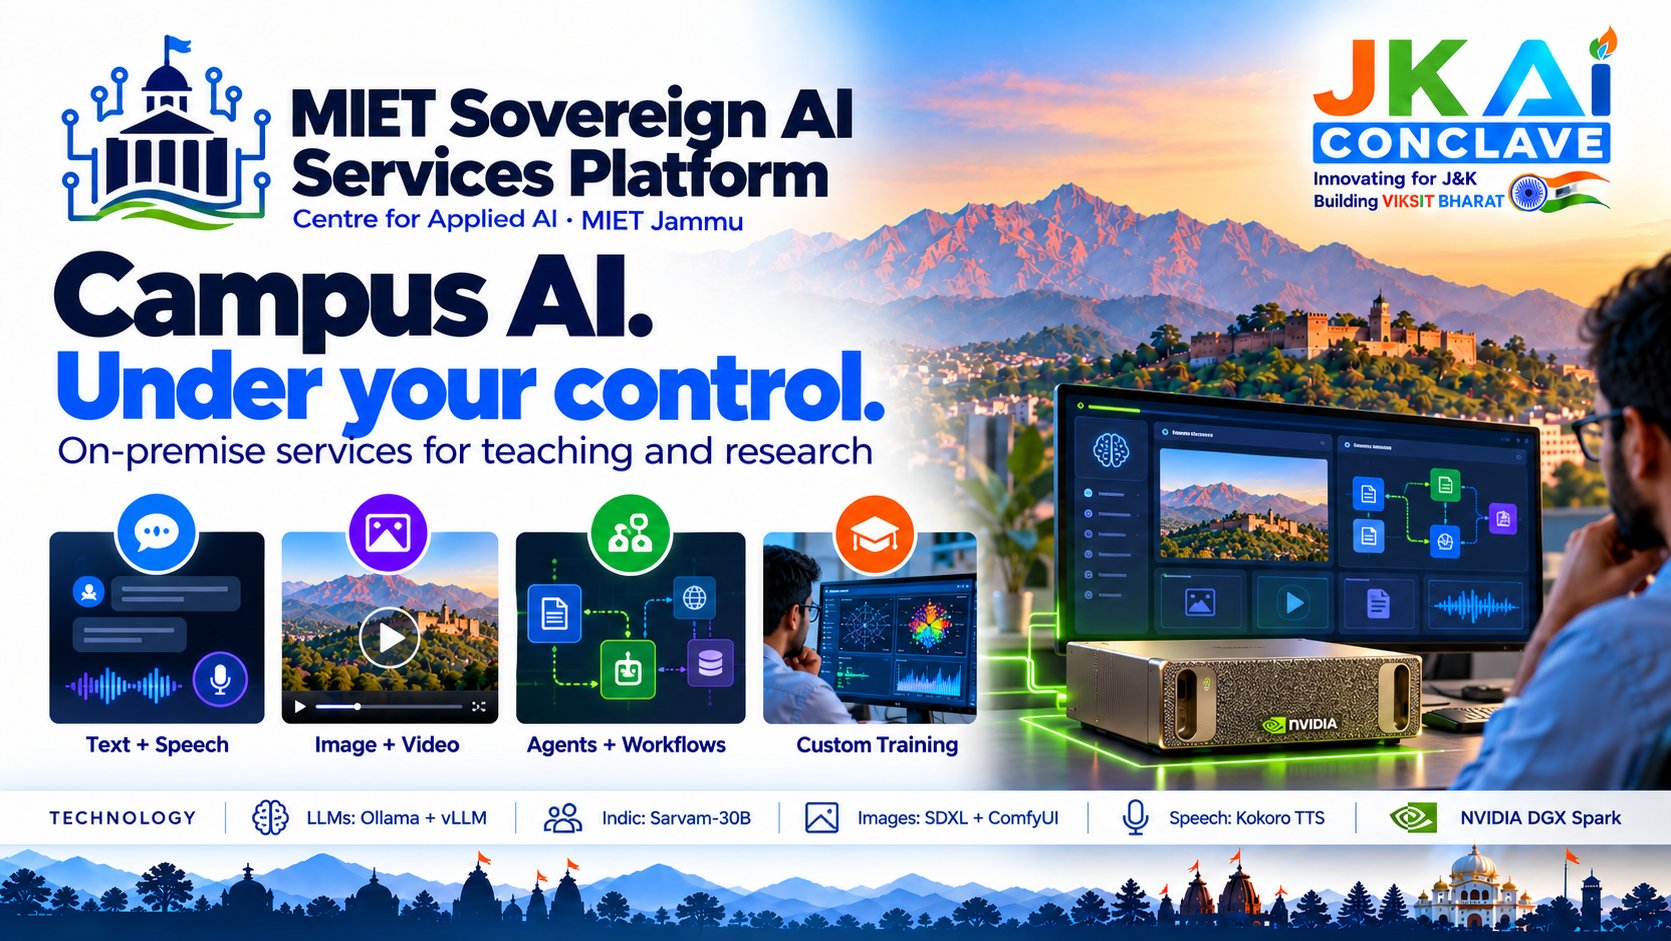 MIET Sovereign AI
Services Platform
Centre for Applied AI · MIET Jammu
JK Ai
CONCLAVE
Innovating for J&K
Building VIKSIT BHARAT
Campus AI.
Under your control.
On-premise services for teaching and research
Text + Speech
Image + Video
Agents + Workflows
Custom Training
NVIDIA
TECHNOLOGY
LLMs: Ollama + vLLM
Indic: Sarvam-30B
Images: SDXL + ComfyUI
Speech: Kokoro TTS
NVIDIA DGX Spark